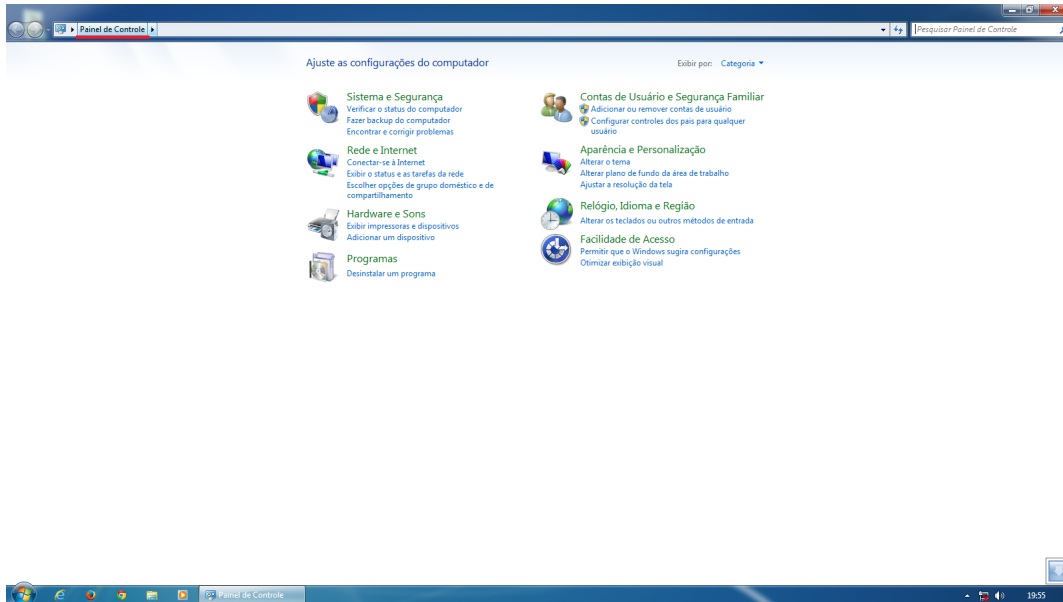 Painel de Controle
Pesquisar Painel de Controle
Ajuste as configurações do computador
Exibir por: Categoria
Sistema e Segurança
Verificar o status do computador
Fazer backup do computador
Encontrar e corrigir problemas
Rede e Internet
Conectar-se à Internet
Exibir o status e as tarefas da rede
Escolher opções de grupo doméstico e de
compartilhamento
Hardware e Sons
Exibir impressoras e dispositivos
Adicionar um dispositivo
Programas
Desinstalar um programa
Contas de Usuário e Segurança Familiar
Adicionar ou remover contas de usuário
Configurar controles dos pais para qualquer
usuário
Aparência e Personalização
Alterar o tema
Alterar plano de fundo da área de trabalho
Ajustar a resolução da tela
Relógio, Idioma e Região
Alterar os teclados ou outros métodos de entrada
Facilidade de Acesso
Permitir que o Windows sugira configurações
Otimizar exibição visual
Painel de Controle
19:55